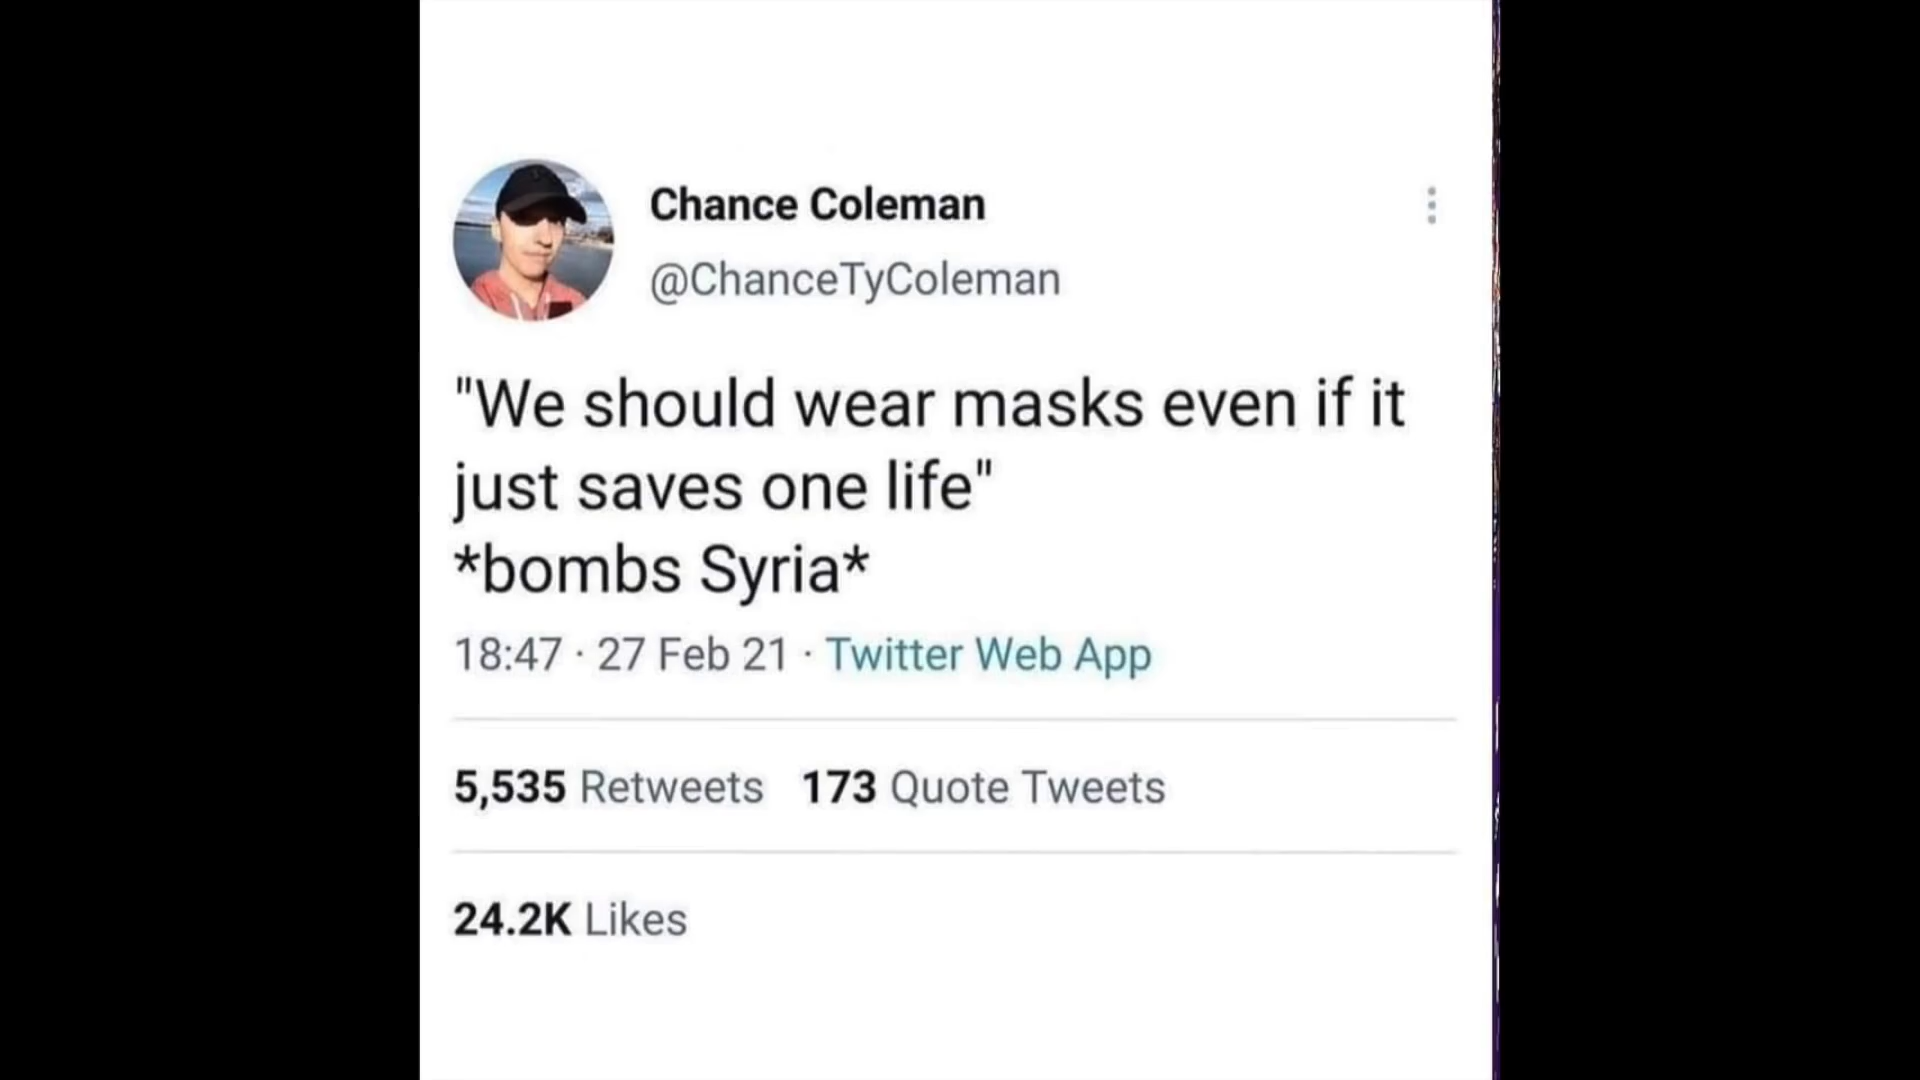 Chance Coleman
@ChanceTyColeman
"We should wear masks even if it
just saves one life"
*bombs Syria*
18:47 · 27 Feb 21 · Twitter Web App
5,535 Retweets 173 Quote Tweets
24.2K Likes